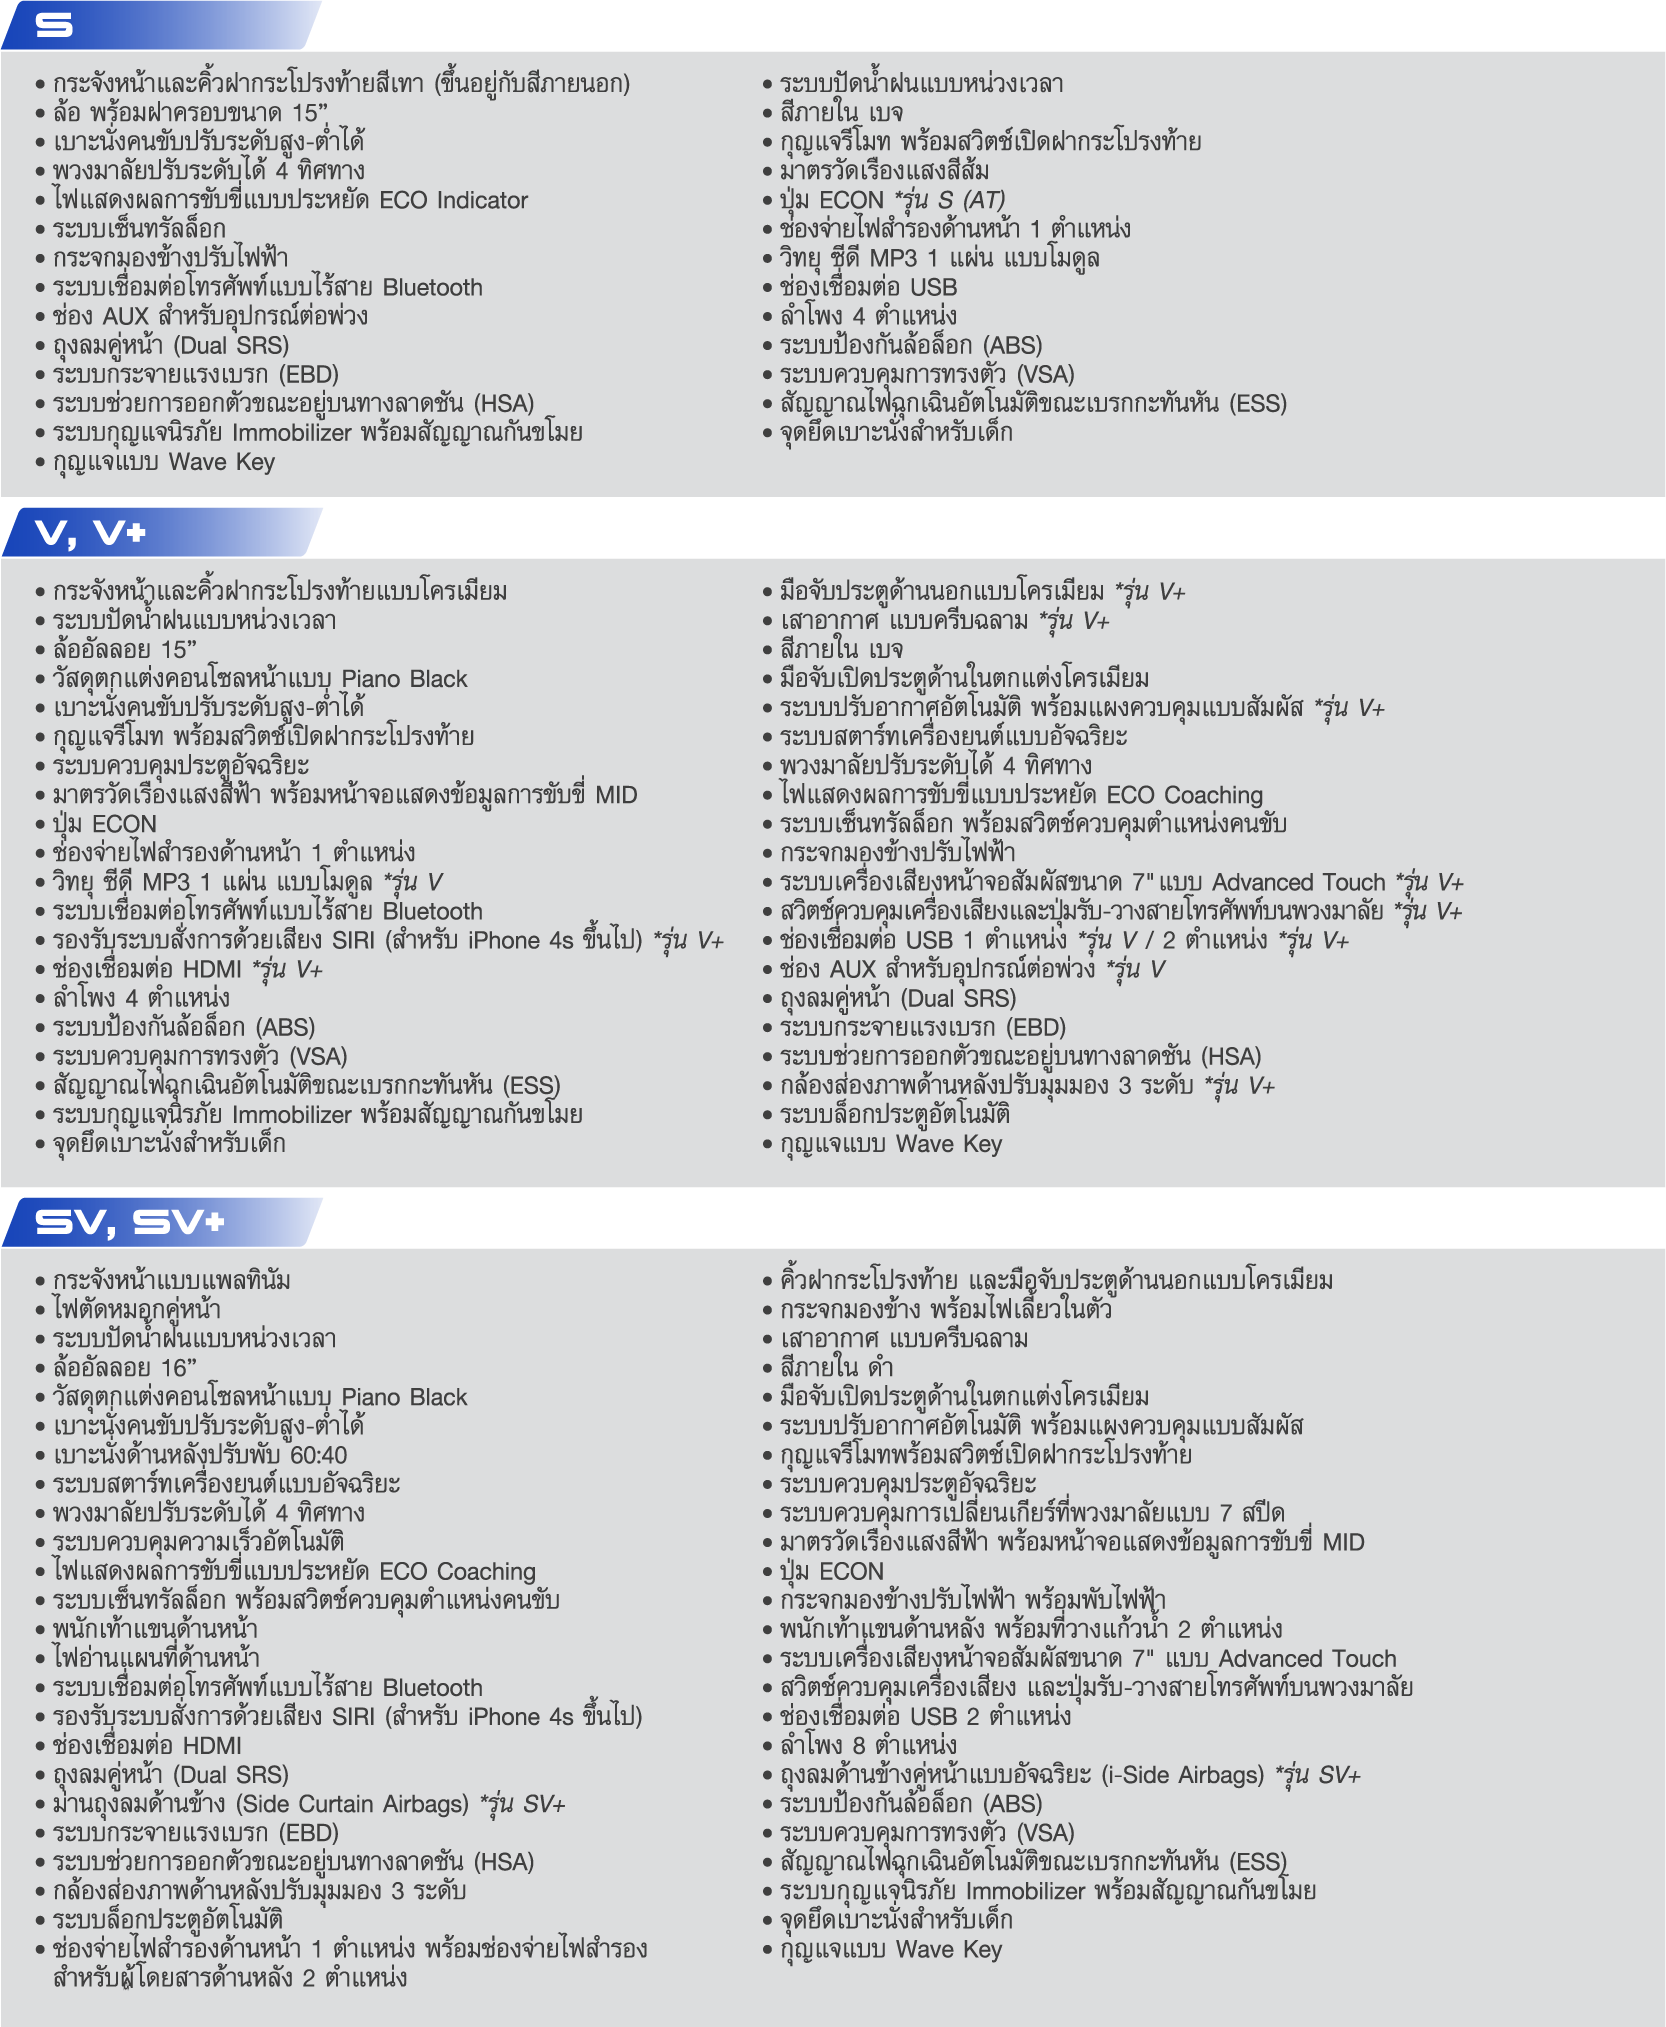 S
• กระจังหน้าและคิ้วฝากระโปรงท้ายสีเทา (ขึ้นอยู่กับสีภายนอก)
• ล้อ พร้อมฝาครอบขนาด 15”
• เบาะนั่งคนขับปรับระดับสูง-ต่ำได้
• พวงมาลัยปรับระดับได้ 4 ทิศทาง
• ไฟแสดงผลการขับขี่แบบประหยัด ECO Indicator
• ระบบเซ็นทรัลล็อก
• กระจกมองข้างปรับไฟฟ้า
• ระบบเชื่อมต่อโทรศัพท์แบบไร้สาย Bluetooth
• ช่อง AUX สำหรับอุปกรณ์ต่อพ่วง
• ถุงลมคู่หน้า (Dual SRS)
• ระบบกระจายแรงเบรก (EBD)
• ระบบช่วยการออกตัวขณะอยู่บนทางลาดชัน (HSA)
• ระบบกุญแจนิรภัย Immobilizer พร้อมสัญญาณกันขโมย
• กุญแจแบบ Wave Key
• ระบบปัดน้ำฝนแบบหน่วงเวลา
• สีภายใน เบจ
• กุญแจรีโมท พร้อมสวิตช์เปิดฝากระโปรงท้าย
• มาตรวัดเรืองแสงสีส้ม
• ปุ่ม ECON *รุ่น S (AT)
• ช่องจ่ายไฟสำรองด้านหน้า 1 ตำแหน่ง
• วิทยุ ซีดี MP3 1 แผ่น แบบโมดูล
• ช่องเชื่อมต่อ USB
• ลำโพง 4 ตำแหน่ง
• ระบบป้องกันล้อล็อก (ABS)
• ระบบควบคุมการทรงตัว (VSA)
• สัญญาณไฟฉุกเฉินอัตโนมัติขณะเบรกกะทันหัน (ESS)
• จุดยึดเบาะนั่งสำหรับเด็ก
V, V+
• กระจังหน้าและคิ้วฝากระโปรงท้ายแบบโครเมียม
• ระบบปัดน้ำฝนแบบหน่วงเวลา
• ล้ออัลลอย 15”
• วัสดุตกแต่งคอนโซลหน้าแบบ Piano Black
• เบาะนั่งคนขับปรับระดับสูง-ต่ำได้
• กุญแจรีโมท พร้อมสวิตช์เปิดฝากระโปรงท้าย
• ระบบควบคุมประตูอัจฉริยะ
• มาตรวัดเรืองแสงสีฟ้า พร้อมหน้าจอแสดงข้อมูลการขับขี่ MID
• ปุ่ม ECON
• ช่องจ่ายไฟสำรองด้านหน้า 1 ตำแหน่ง
• วิทยุ ซีดี MP3 1 แผ่น แบบโมดูล *รุ่น V
• ระบบเชื่อมต่อโทรศัพท์แบบไร้สาย Bluetooth
• รองรับระบบสั่งการด้วยเสียง SIRI (สำหรับ iPhone 4s ขึ้นไป) *รุ่น V+
• ช่องเชื่อมต่อ HDMI *รุ่น V+
• ลำโพง 4 ตำแหน่ง
• ระบบป้องกันล้อล็อก (ABS)
• ระบบควบคุมการทรงตัว (VSA)
• สัญญาณไฟฉุกเฉินอัตโนมัติขณะเบรกกะทันหัน (ESS)
• ระบบกุญแจนิรภัย Immobilizer พร้อมสัญญาณกันขโมย
• จุดยึดเบาะนั่งสำหรับเด็ก
• มือจับประตูด้านนอกแบบโครเมียม *รุ่น V+
• เสาอากาศ แบบครีบฉลาม *รุ่น V+
• สีภายใน เบจ
• มือจับเปิดประตูด้านในตกแต่งโครเมียม
• ระบบปรับอากาศอัตโนมัติ พร้อมแผงควบคุมแบบสัมผัส *รุ่น V+
• ระบบสตาร์ทเครื่องยนต์แบบอัจฉริยะ
• พวงมาลัยปรับระดับได้ 4 ทิศทาง
• ไฟแสดงผลการขับขี่แบบประหยัด ECO Coaching
• ระบบเซ็นทรัลล็อก พร้อมสวิตช์ควบคุมตำแหน่งคนขับ
• กระจกมองข้างปรับไฟฟ้า
• ระบบเครื่องเสียงหน้าจอสัมผัสขนาด 7" แบบ Advanced Touch *รุ่น V+
• สวิตช์ควบคุมเครื่องเสียงและปุ่มรับ-วางสายโทรศัพท์บนพวงมาลัย *รุ่น V+
• ช่องเชื่อมต่อ USB 1 ตำแหน่ง *รุ่น V / 2 ตำแหน่ง *รุ่น V+
• ช่อง AUX สำหรับอุปกรณ์ต่อพ่วง *รุ่น V
• ถุงลมคู่หน้า (Dual SRS)
• ระบบกระจายแรงเบรก (EBD)
• ระบบช่วยการออกตัวขณะอยู่บนทางลาดชัน (HSA)
• กล้องส่องภาพด้านหลังปรับมุมมอง 3 ระดับ *รุ่น V+
• ระบบล็อกประตูอัตโนมัติ
• กุญแจแบบ Wave Key
SV, SV+
• กระจังหน้าแบบแพลทินัม
• ไฟตัดหมอกคู่หน้า
• ระบบปัดน้ำฝนแบบหน่วงเวลา
• ล้ออัลลอย 16”
• วัสดุตกแต่งคอนโซลหน้าแบบ Piano Black
• เบาะนั่งคนขับปรับระดับสูง-ต่ำได้
• เบาะนั่งด้านหลังปรับพับ 60:40
• ระบบสตาร์ทเครื่องยนต์แบบอัจฉริยะ
• พวงมาลัยปรับระดับได้ 4 ทิศทาง
• ระบบควบคุมความเร็วอัตโนมัติ
• ไฟแสดงผลการขับขี่แบบประหยัด ECO Coaching
• ระบบเซ็นทรัลล็อก พร้อมสวิตช์ควบคุมตำแหน่งคนขับ
• พนักเท้าแขนด้านหน้า
• ไฟอ่านแผนที่ด้านหน้า
• ระบบเชื่อมต่อโทรศัพท์แบบไร้สาย Bluetooth
• รองรับระบบสั่งการด้วยเสียง SIRI (สำหรับ iPhone 4s ขึ้นไป)
• ช่องเชื่อมต่อ HDMI
• ถุงลมคู่หน้า (Dual SRS)
• ม่านถุงลมด้านข้าง (Side Curtain Airbags) *รุ่น SV+
• ระบบกระจายแรงเบรก (EBD)
• ระบบช่วยการออกตัวขณะอยู่บนทางลาดชัน (HSA)
• กล้องส่องภาพด้านหลังปรับมุมมอง 3 ระดับ
• ระบบล็อกประตูอัตโนมัติ
• ช่องจ่ายไฟสำรองด้านหน้า 1 ตำแหน่ง พร้อมช่องจ่ายไฟสำรอง
สำหรับผู้โดยสารด้านหลัง 2 ตำแหน่ง
• คิ้วฝากระโปรงท้าย และมือจับประตูด้านนอกแบบโครเมียม
• กระจกมองข้าง พร้อมไฟเลี้ยวในตัว
• เสาอากาศ แบบครีบฉลาม
• สีภายใน ดำ
• มือจับเปิดประตูด้านในตกแต่งโครเมียม
• ระบบปรับอากาศอัตโนมัติ พร้อมแผงควบคุมแบบสัมผัส
• กุญแจรีโมทพร้อมสวิตช์เปิดฝากระโปรงท้าย
• ระบบควบคุมประตูอัจฉริยะ
• ระบบควบคุมการเปลี่ยนเกียร์ที่พวงมาลัยแบบ 7 สปีด
• มาตรวัดเรืองแสงสีฟ้า พร้อมหน้าจอแสดงข้อมูลการขับขี่ MID
• ปุ่ม ECON
• กระจกมองข้างปรับไฟฟ้า พร้อมพับไฟฟ้า
• พนักเท้าแขนด้านหลัง พร้อมที่วางแก้วน้ำ 2 ตำแหน่ง
• ระบบเครื่องเสียงหน้าจอสัมผัสขนาด 7" แบบ Advanced Touch
• สวิตช์ควบคุมเครื่องเสียง และปุ่มรับ-วางสายโทรศัพท์บนพวงมาลัย
• ช่องเชื่อมต่อ USB 2 ตำแหน่ง
• ลำโพง 8 ตำแหน่ง
• ถุงลมด้านข้างคู่หน้าแบบอัจฉริยะ (i-Side Airbags) *รุ่น SV+
• ระบบป้องกันล้อล็อก (ABS)
• ระบบควบคุมการทรงตัว (VSA)
• สัญญาณไฟฉุกเฉินอัตโนมัติขณะเบรกกะทันหัน (ESS)
• ระบบกุญแจนิรภัย Immobilizer พร้อมสัญญาณกันขโมย
• จุดยึดเบาะนั่งสำหรับเด็ก
• กุญแจแบบ Wave Key